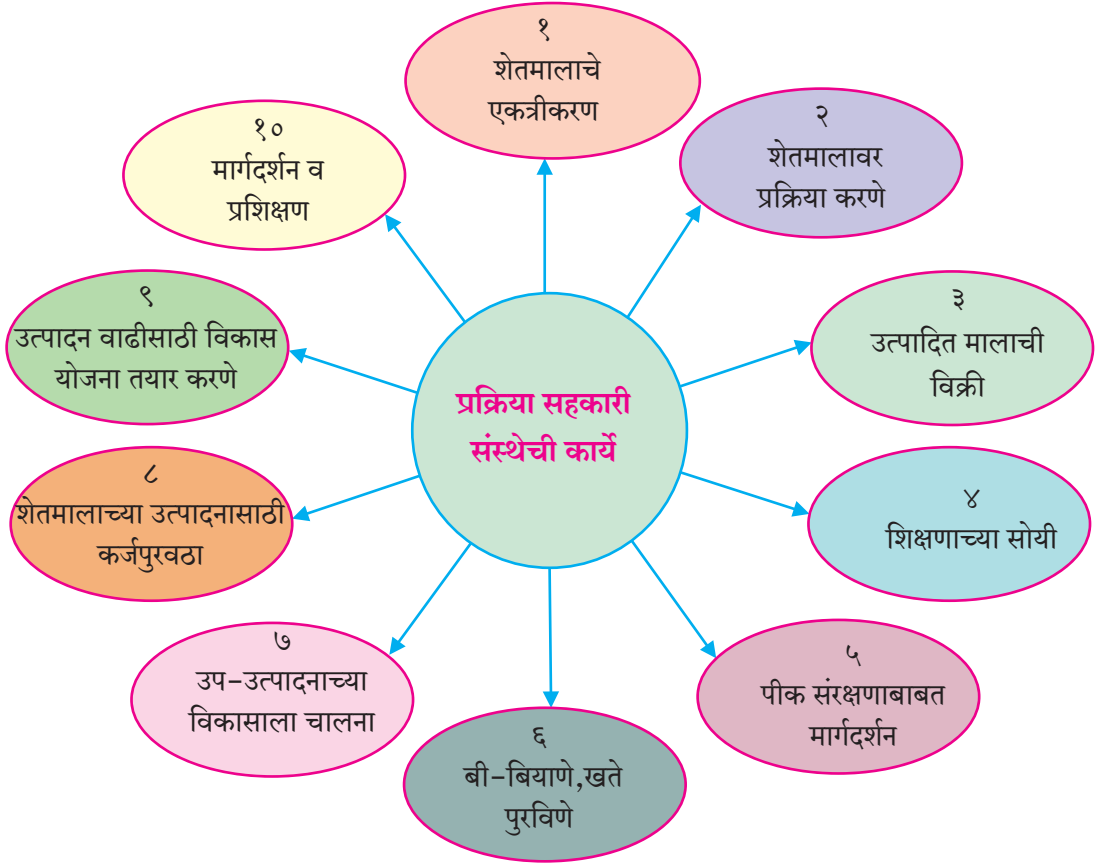 प्रक्रिया सहकारी
संस्थेची कार्ये
१
शेतमालाचे
एकत्रीकरण
२
शेतमालावर
प्रक्रिया करणे
३
उत्पादित मालाची
विक्री
४
शिक्षणाच्या सोयी
५
पीक संरक्षणाबाबत
मार्गदर्शन
६
बी-बियाणे,खते
पुरविणे
७
उप-उत्पादनाच्या
विकासाला चालना
८
शेतमालाच्या उत्पादनासाठी
कर्जपुरवठा
९
उत्पादन वाढीसाठी विकास
योजना तयार करणे
१०
मार्गदर्शन व
प्रशिक्षण